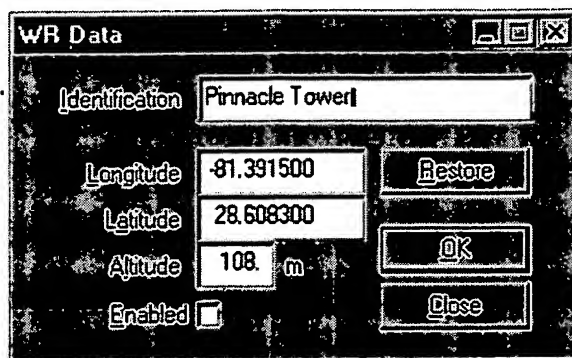 WR Data
Identification Pinnacle Tower
Longitude -81.391500 Restore
Latitude 28.608300
Altitude 108. m OK
Enabled Close